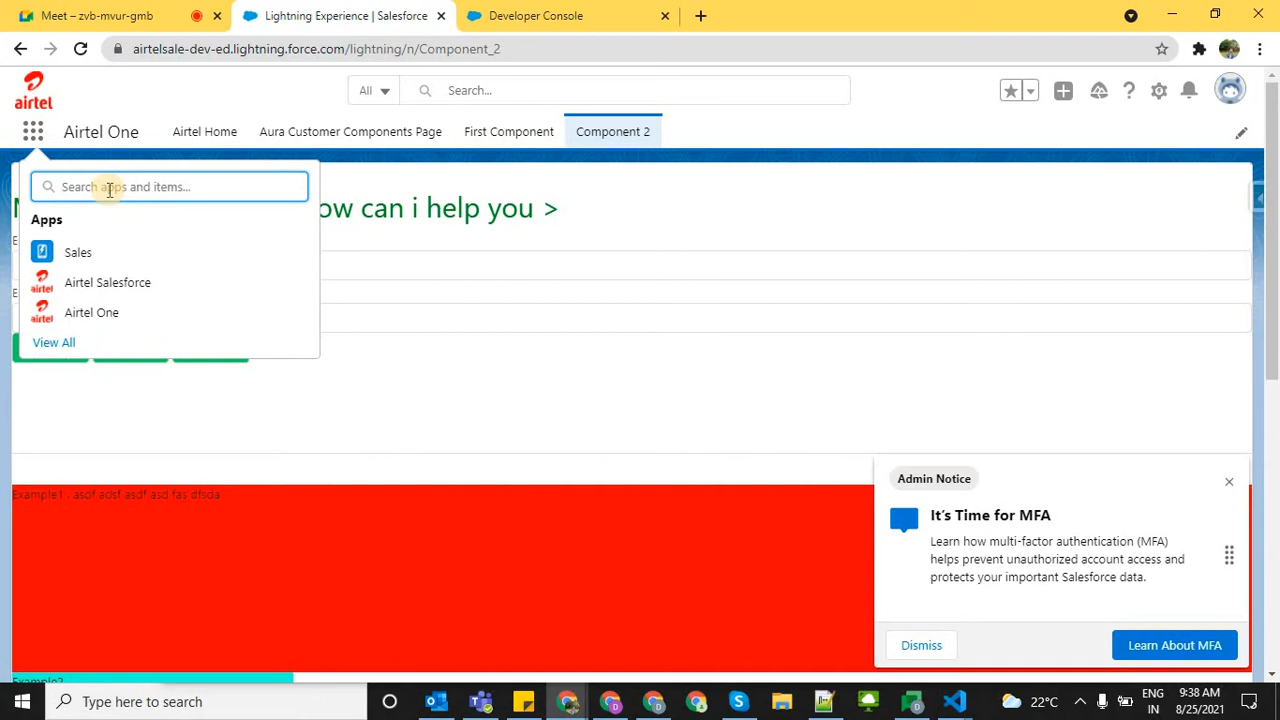 Meet – zvb-mvur-gmb
Lightning Experience | Salesforce
Developer Console
airtelsale-dev-ed.lightning.force.com/lightning/n/Component_2
airtel
All
Search...
Airtel One
Airtel Home
Aura Customer Components Page
First Component
Component 2
Search apps and items...
ow can i help you >
Apps
Sales
airtel
Airtel Salesforce
airtel
Airtel One
View All
Example1 . asdf adsf asdf asd fas dfsda
Example2
Admin Notice
It's Time for MFA
Learn how multi-factor authentication (MFA)
helps prevent unauthorized account access and
protects your important Salesforce data.
Dismiss
Learn About MFA
Type here to search
22°C
ENG
IN
9:38 AM
8/25/2021